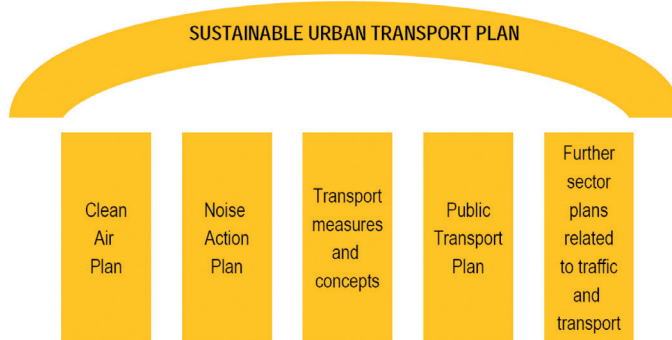 SUSTAINABLE URBAN TRANSPORT PLAN
Clean
Air
Plan
Noise
Action
Plan
Transport
measures
and
concepts
Public
Transport
Plan
Further
sector
plans
related
to traffic
and
transport